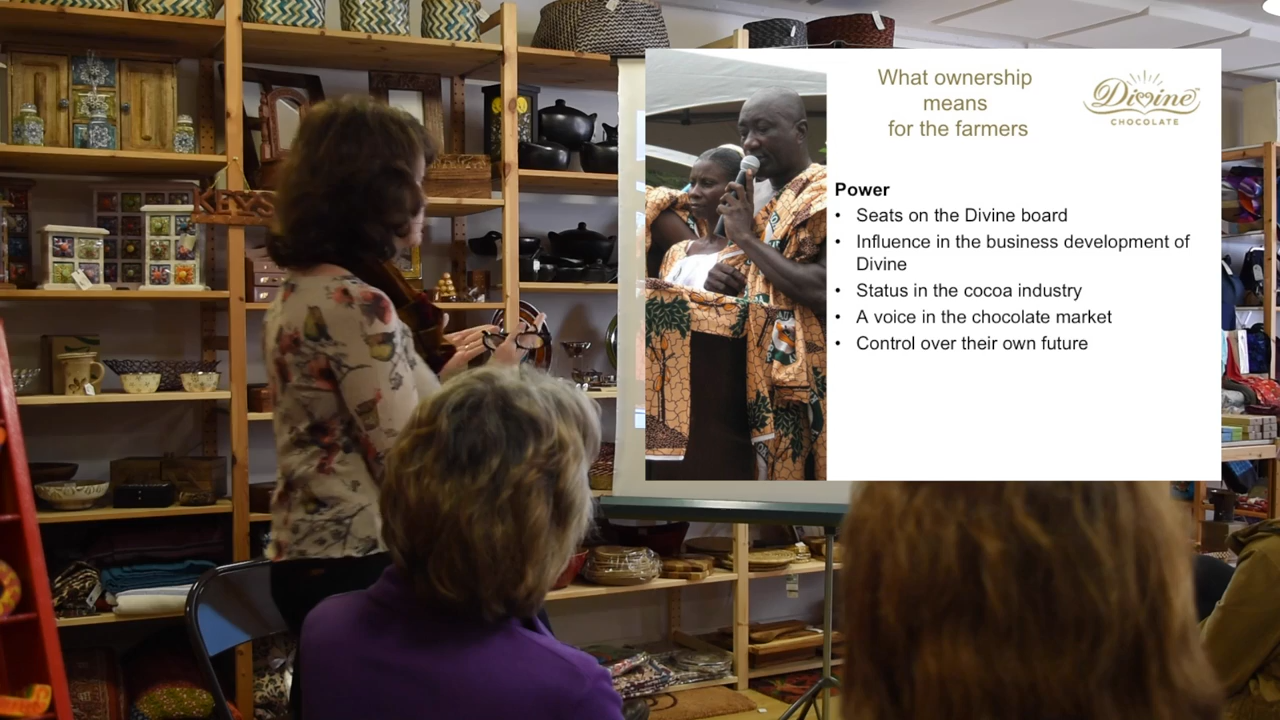 What ownership
means
for the farmers
Divine
CHOCOLATE
Power
• Seats on the Divine board
• Influence in the business development of
Divine
• Status in the cocoa industry
• A voice in the chocolate market
• Control over their own future
KEYS